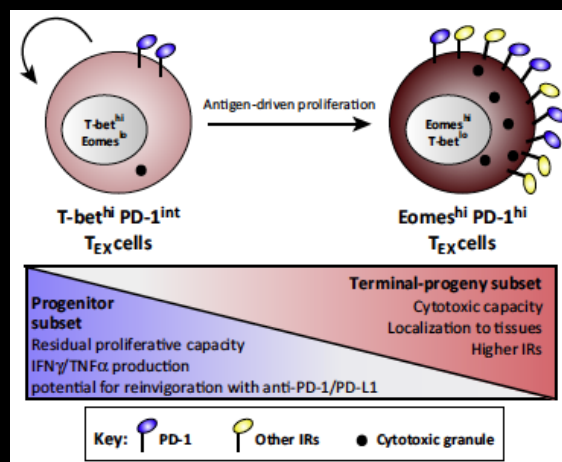 T-bet^hi
Eomes^lo
Antigen-driven proliferation
Eomes^hi
T-bet^lo
T-bet^hi PD-1^int
T_EX cells
Eomes^hi PD-1^hi
T_EX cells
Terminal-progeny subset
Cytotoxic capacity
Localization to tissues
Higher IRs
Progenitor
subset
Residual proliferative capacity
IFNγ/TNFα production
potential for reinvigoration with anti-PD-1/PD-L1
Key: PD-1 Other IRs Cytotoxic granule